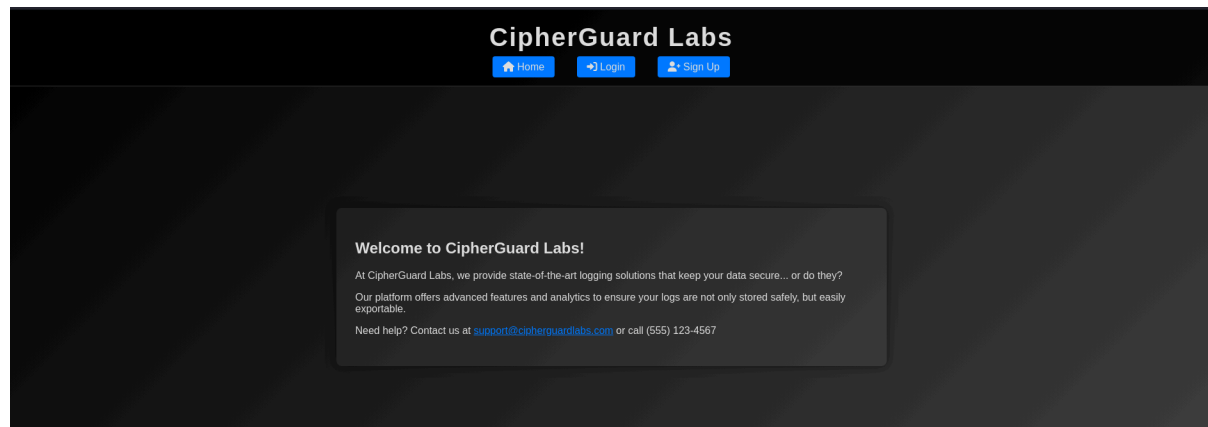 CipherGuard Labs
Home Login Sign Up
Welcome to CipherGuard Labs!
At CipherGuard Labs, we provide state-of-the-art logging solutions that keep your data secure... or do they?
Our platform offers advanced features and analytics to ensure your logs are not only stored safely, but easily
exportable.
Need help? Contact us at support@cipherguardlabs.com or call (555) 123-4567